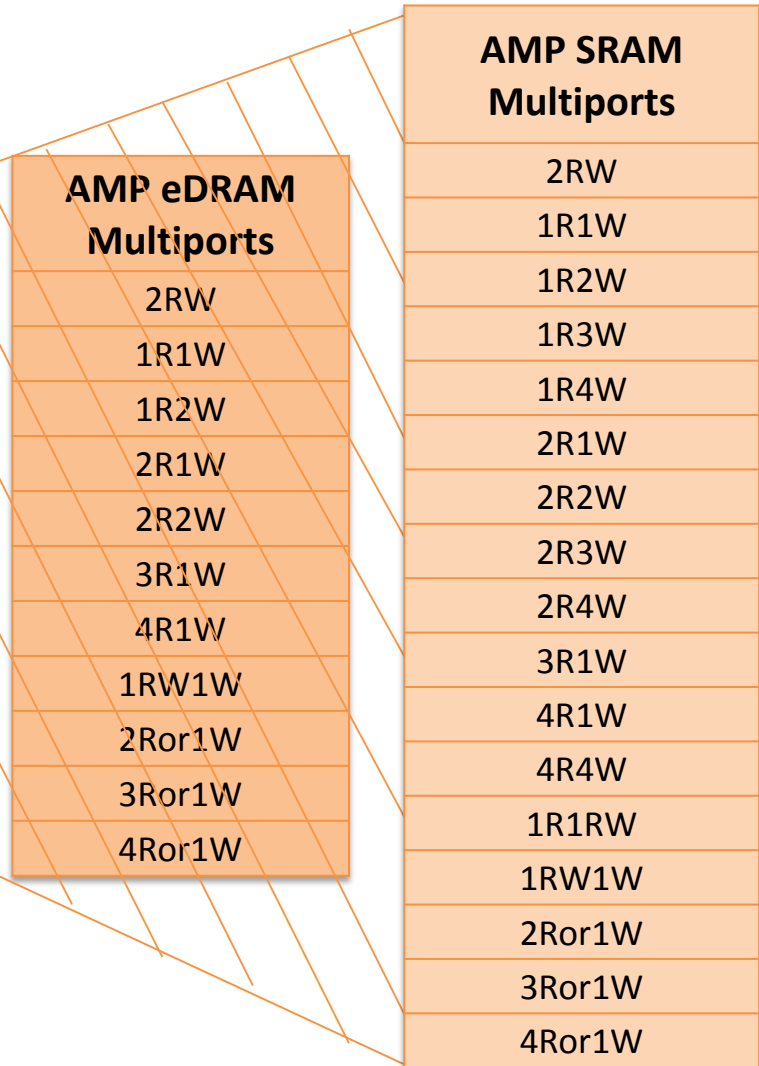 AMP eDRAM
Multiports
2RW
1R1W
1R2W
2R1W
2R2W
3R1W
4R1W
1RW1W
2Ror1W
3Ror1W
4Ror1W
AMP SRAM
Multiports
2RW
1R1W
1R2W
1R3W
1R4W
2R1W
2R2W
2R3W
2R4W
3R1W
4R1W
4R4W
1R1RW
1RW1W
2Ror1W
3Ror1W
4Ror1W